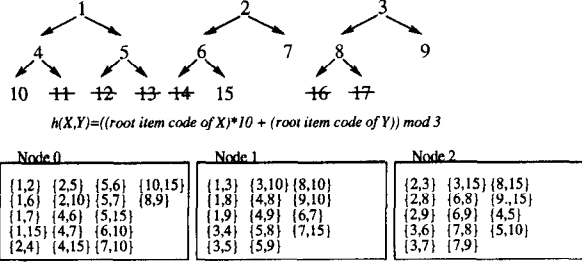 1 2 3
4 5 6 7 8 9
10 11 12 13 14 15 16 17
h(X,Y)=((root item code of X)*10 + (root item code of Y)) mod 3
Node 0 Node 1 Node 2
{1,2} {2,5} {5,6} {10,15} {1,3} {3,10} {8,10} {2,3} {3,15} {8,15}
{1,6} {2,10} {5,7} {8,9} {1,8} {4,8} {9,10} {2,8} {6,8} {9.,15}
{1,7} {4,6} {5,15} {1,9} {4,9} {6,7} {2,9} {6,9} {4,5}
{1,15} {4,7} {6,10} {3,4} {5,8} {7,15} {3,6} {7,8} {5,10}
{2,4} {4,15} {7,10} {3,5} {5,9} {3,7} {7,9}